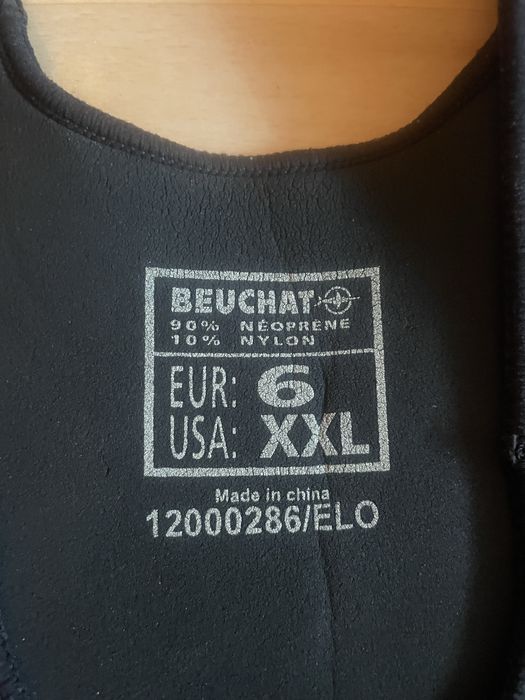 BEUCHAT
90% NÉOPRÈNE
10% NYLON
EUR: 6
USA: XXL
Made in china
12000286/ELO